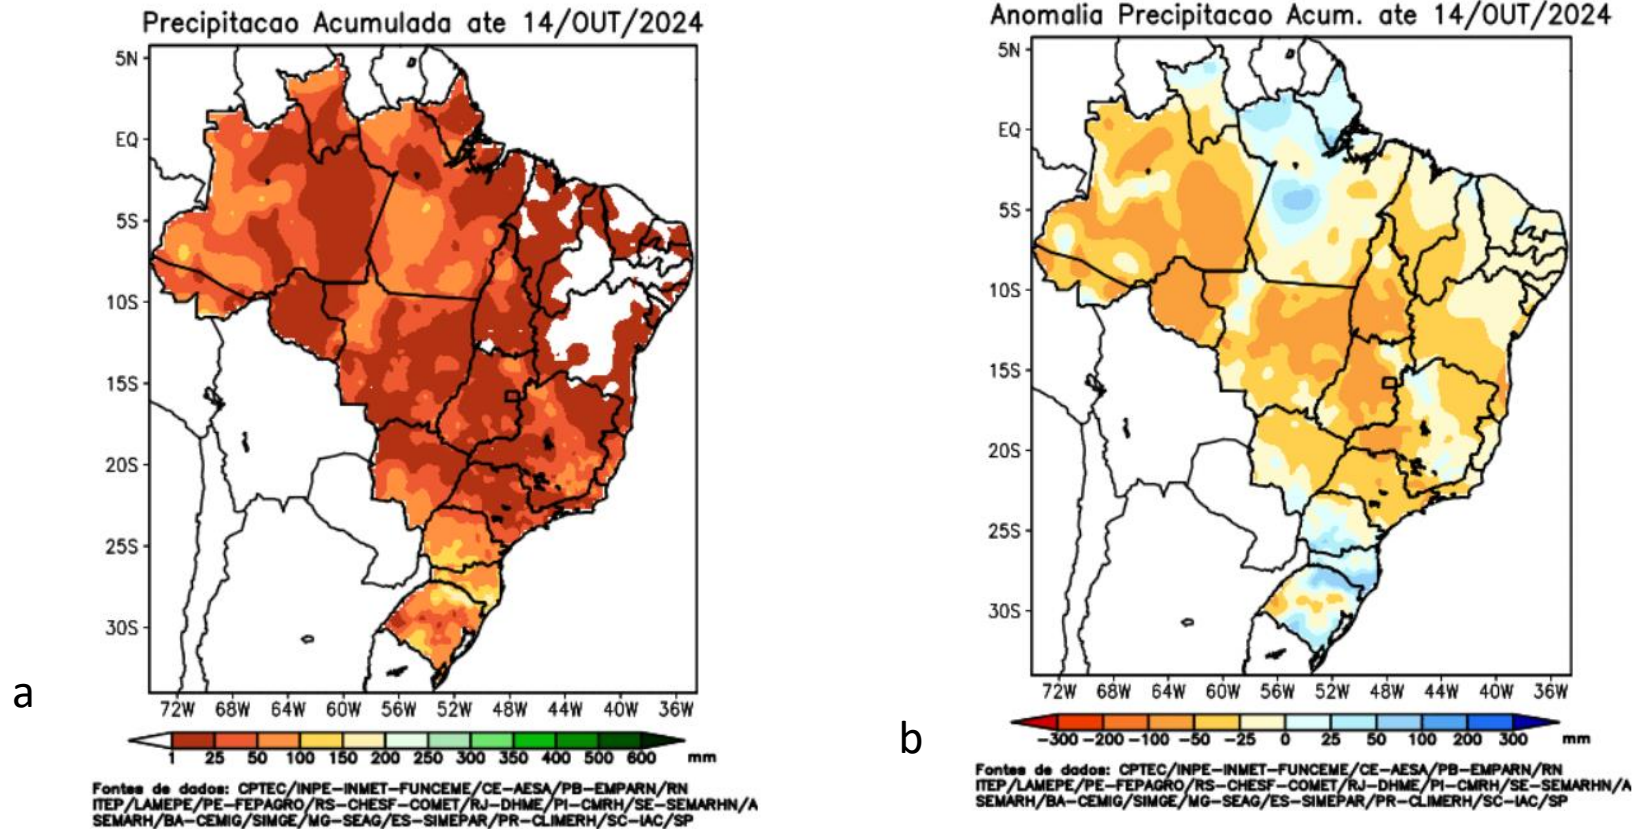 Precipitacao Acumulada ate 14/OUT/2024
5N
EQ
5S
10S
15S
20S
25S
30S
72W 68W 64W 60W 56W 52W 48W 44W 40W 36W
1 25 50 100 150 200 250 300 350 400 500 600 mm
Fontes de dados: CPTEC/INPE-INMET-FUNCEME/CE-AESA/PB-EMPARN/RN
ITEP/LAMEPE/PE-FEPAGRO/RS-CHESF-COMET/RJ-DHME/PI-CMRH/SE-SEMARHN/A
SEMARH/BA-CEMIG/SIMGE/MG-SEAG/ES-SIMEPAR/PR-CLIMERH/SC-IAC/SP
a
Anomalia Precipitacao Acum. ate 14/OUT/2024
5N
EQ
5S
10S
15S
20S
25S
30S
72W 68W 64W 60W 56W 52W 48W 44W 40W 36W
-300 -200 -100 -50 -25 0 25 50 100 200 300 mm
Fontes de dados: CPTEC/INPE-INMET-FUNCEME/CE-AESA/PB-EMPARN/RN
ITEP/LAMEPE/PE-FEPAGRO/RS-CHESF-COMET/RJ-DHME/PI-CMRH/SE-SEMARHN/A
SEMARH/BA-CEMIG/SIMGE/MG-SEAG/ES-SIMEPAR/PR-CLIMERH/SC-IAC/SP
b